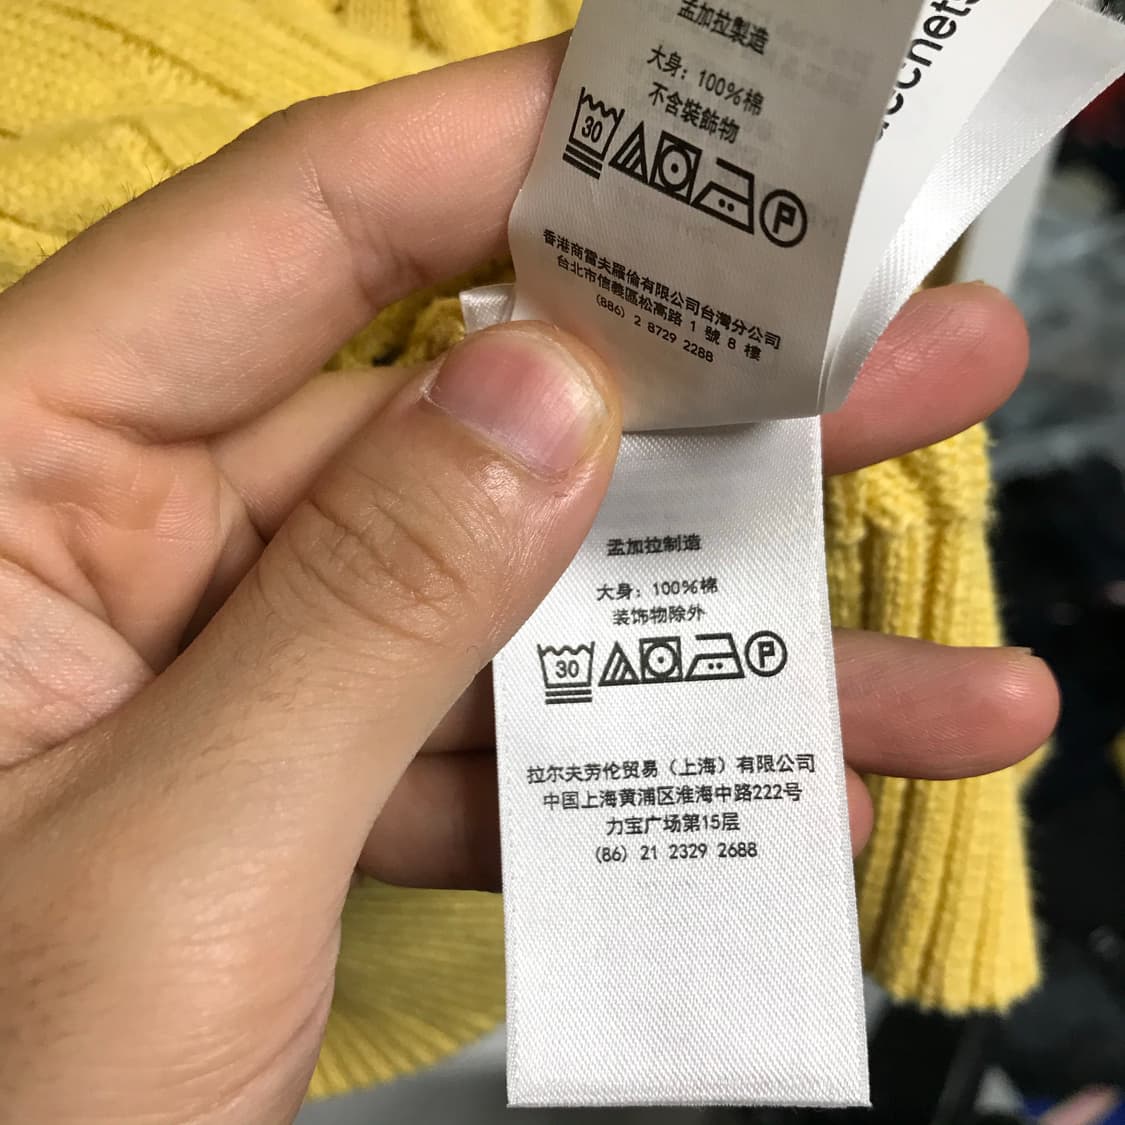 孟加拉製造
大身：100%棉
不含裝飾物
30
P
香港商雷夫羅倫有限公司台灣分公司
台北市信義區松高路 1 號 8 樓
(886) 2 8729 2288
孟加拉制造
大身：100%棉
装饰物除外
30
P
拉尔夫劳伦贸易（上海）有限公司
中国上海黄浦区淮海中路222号
力宝广场第15层
(86) 21 2329 2688